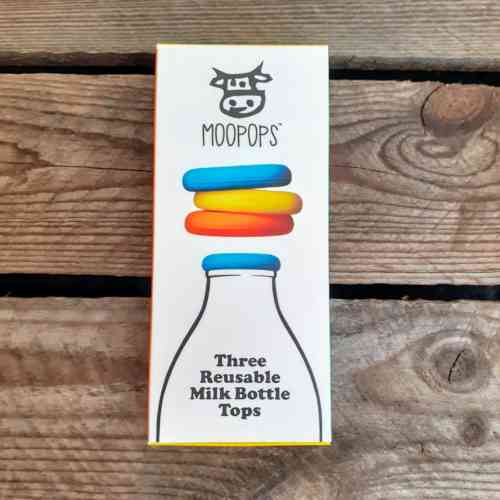 MOOPOPS™
Three
Reusable
Milk Bottle
Tops